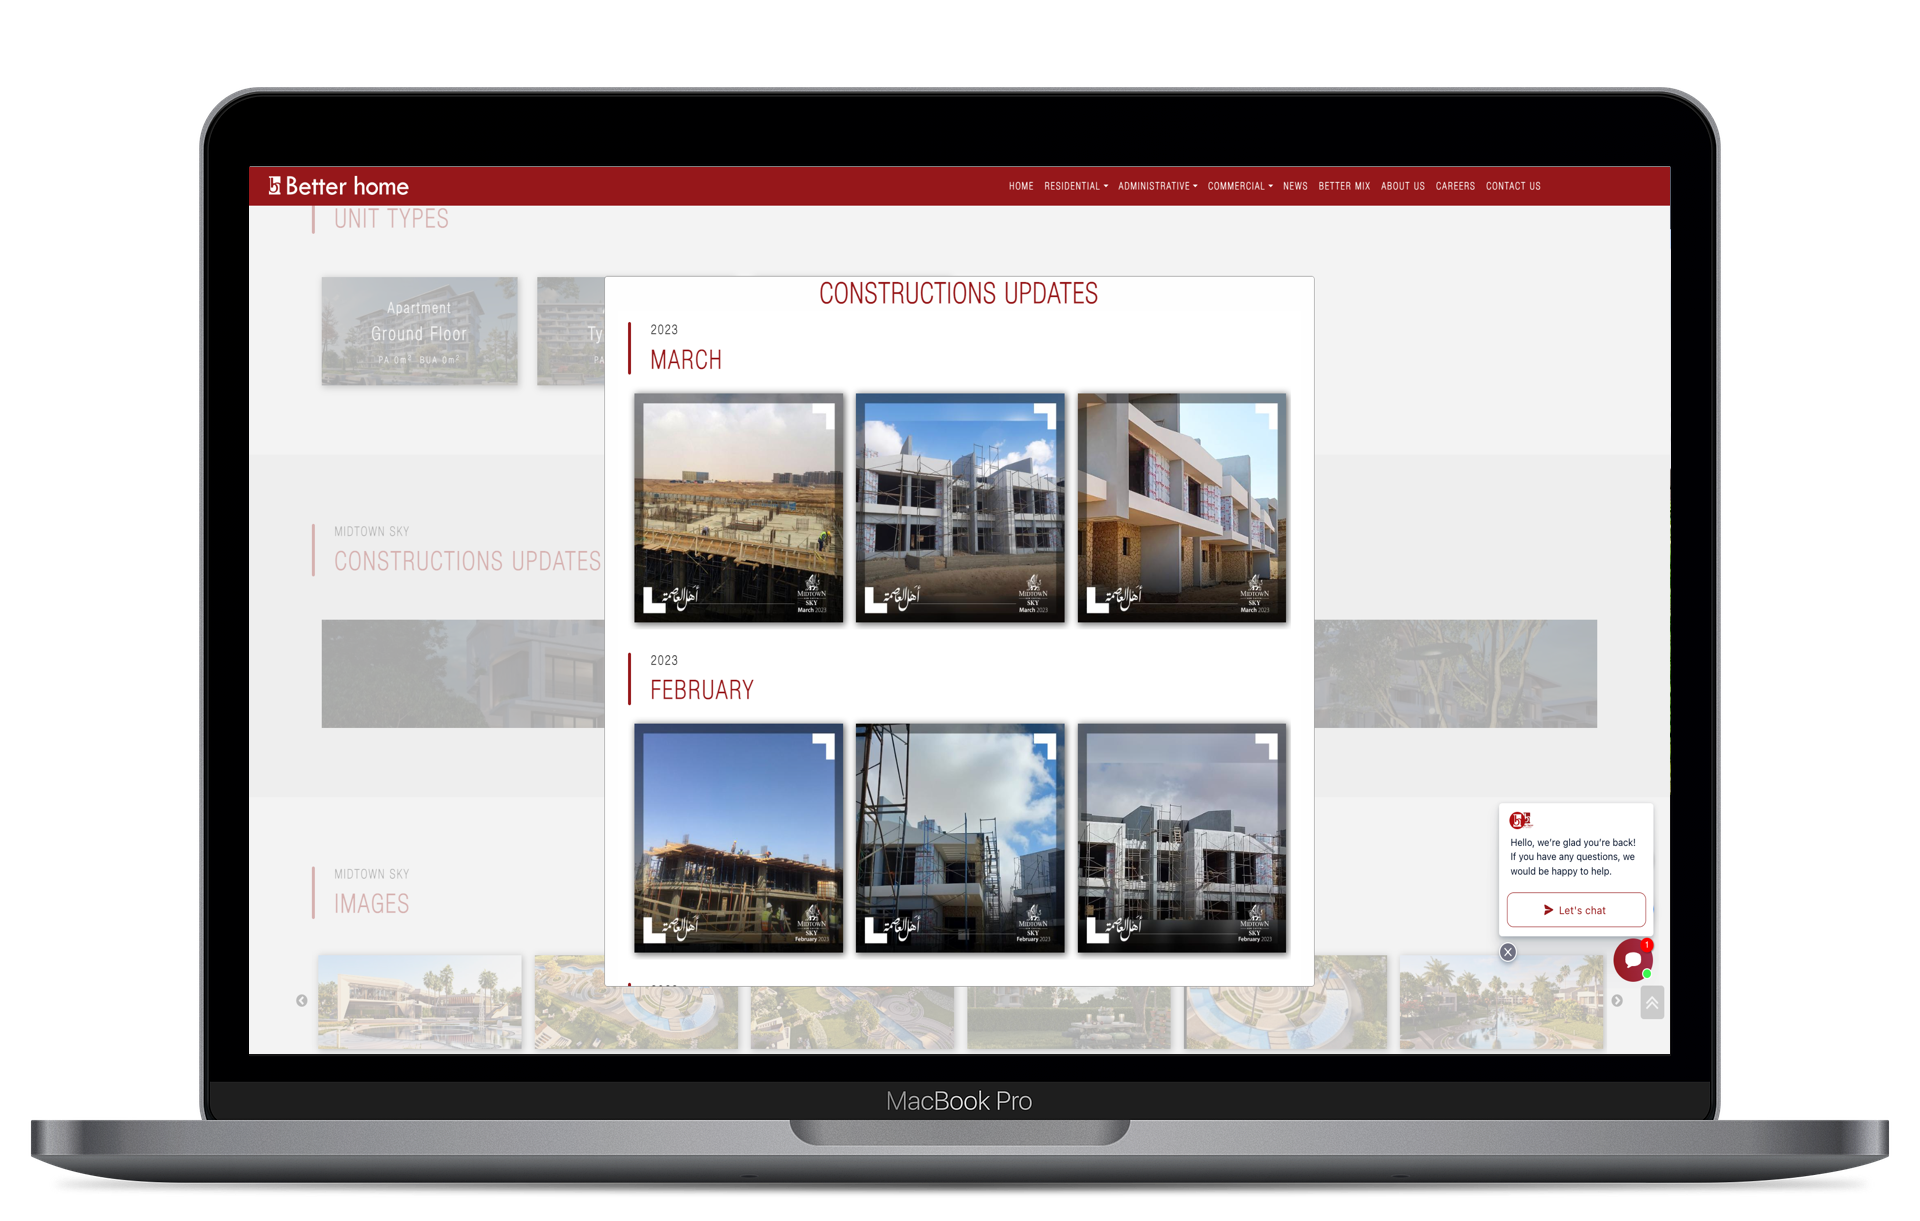 Better home
HOME RESIDENTIAL ADMINISTRATIVE COMMERCIAL NEWS BETTER MIX ABOUT US CAREERS CONTACT US
UNIT TYPES
Apartment
Ground Floor
PA 0m² BUA 0m²
Ty
PA
MIDTOWN SKY
CONSTRUCTIONS UPDATES
MIDTOWN SKY
IMAGES
CONSTRUCTIONS UPDATES
2023
MARCH
أهل العاصمة
MIDTOWN
SKY
March 2023
أهل العاصمة
MIDTOWN
SKY
March 2023
أهل العاصمة
MIDTOWN
SKY
March 2023
2023
FEBRUARY
أهل العاصمة
MIDTOWN
SKY
February 2023
أهل العاصمة
MIDTOWN
SKY
February 2023
أهل العاصمة
MIDTOWN
SKY
February 2023
Hello, we're glad you're back!
If you have any questions, we
would be happy to help.
Let's chat
1
MacBook Pro